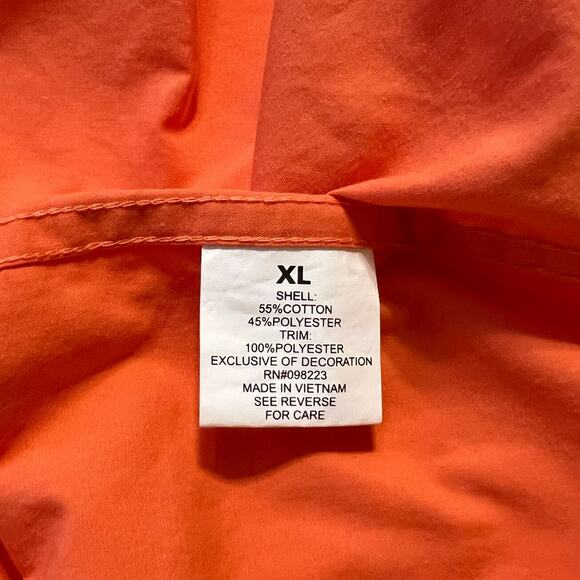 XL
SHELL:
55%COTTON
45%POLYESTER
TRIM:
100%POLYESTER
EXCLUSIVE OF DECORATION
RN#098223
MADE IN VIETNAM
SEE REVERSE
FOR CARE